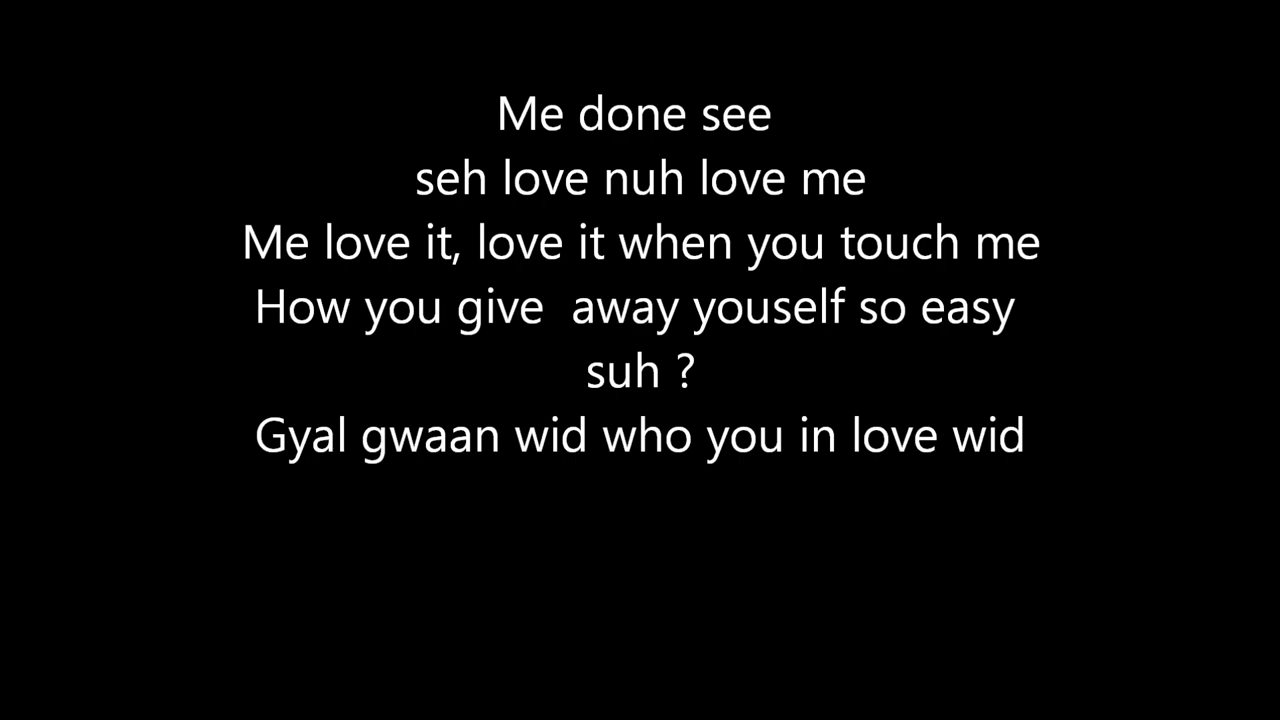 Me done see
seh love nuh love me
Me love it, love it when you touch me
How you give  away youself so easy
suh ?
Gyal gwaan wid who you in love wid